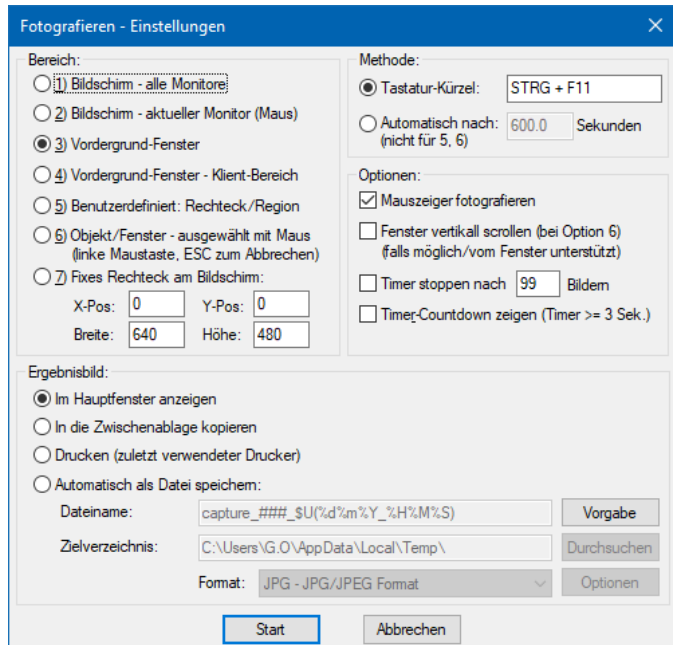 Fotografieren - Einstellungen
Bereich:
1) Bildschirm - alle Monitore
2) Bildschirm - aktueller Monitor (Maus)
3) Vordergrund-Fenster
4) Vordergrund-Fenster - Klient-Bereich
5) Benutzerdefiniert: Rechteck/Region
6) Objekt/Fenster - ausgewählt mit Maus
(linke Maustaste, ESC zum Abbrechen)
7) Fixes Rechteck am Bildschirm:
X-Pos: 0 Y-Pos: 0
Breite: 640 Höhe: 480
Methode:
Tastatur-Kürzel: STRG + F11
Automatisch nach: 600.0 Sekunden
(nicht für 5, 6)
Optionen:
Mauszeiger fotografieren
Fenster vertikall scrollen (bei Option 6)
(falls möglich/vom Fenster unterstützt)
Timer stoppen nach 99 Bildern
Timer-Countdown zeigen (Timer >= 3 Sek.)
Ergebnisbild:
Im Hauptfenster anzeigen
In die Zwischenablage kopieren
Drucken (zuletzt verwendeter Drucker)
Automatisch als Datei speichern:
Dateiname: capture_###_$U(%d%m%Y_%H%M%S) Vorgabe
Zielverzeichnis: C:\Users\G.O\AppData\Local\Temp\ Durchsuchen
Format: JPG - JPG/JPEG Format Optionen
Start Abbrechen